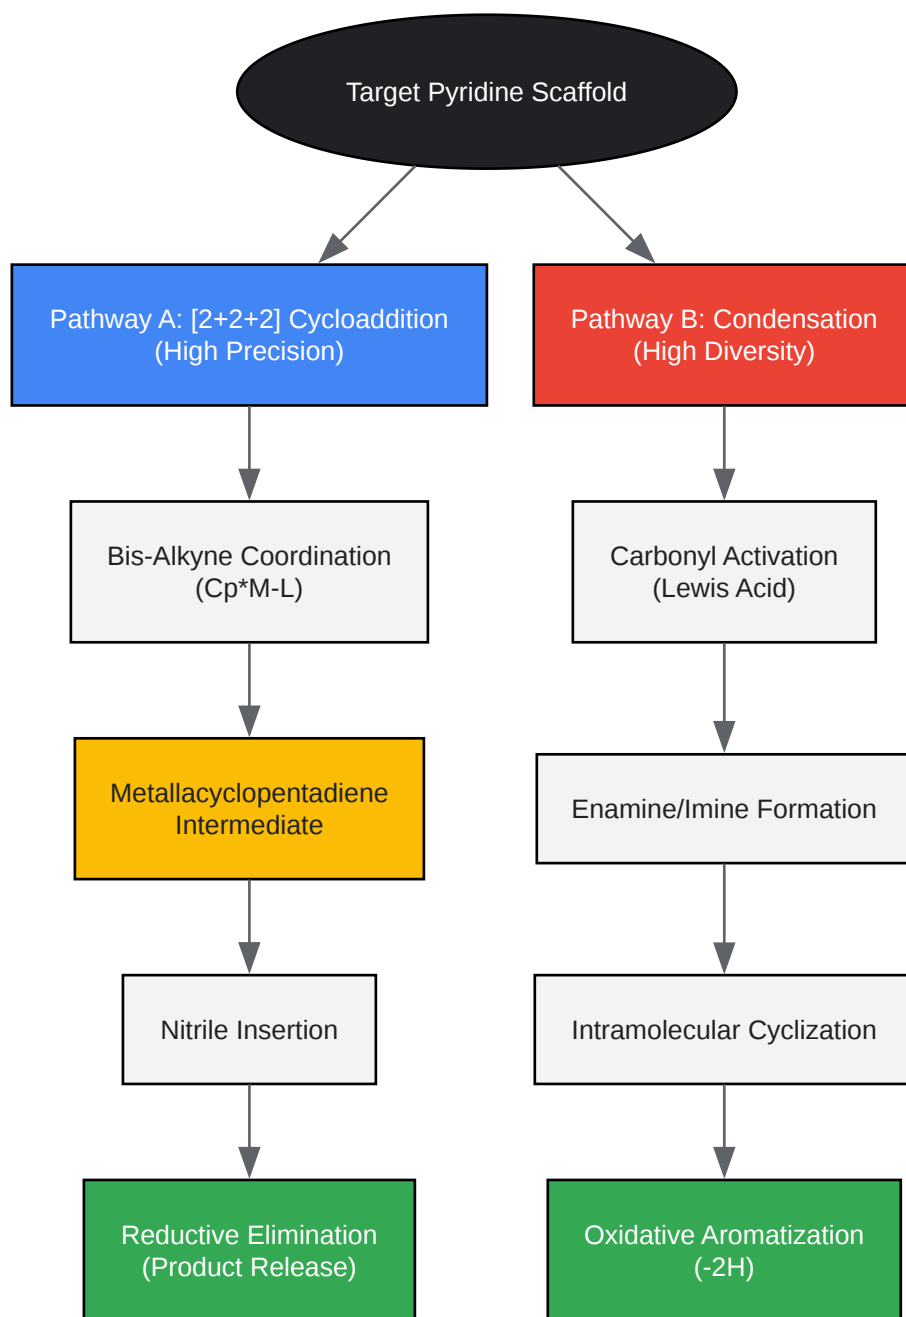 Target Pyridine Scaffold
Pathway A: [2+2+2] Cycloaddition
(High Precision)
Pathway B: Condensation
(High Diversity)
Bis-Alkyne Coordination
(Cp*M-L)
Carbonyl Activation
(Lewis Acid)
Metallacyclopentadiene
Intermediate
Enamine/Imine Formation
Nitrile Insertion
Intramolecular Cyclization
Reductive Elimination
(Product Release)
Oxidative Aromatization
(-2H)